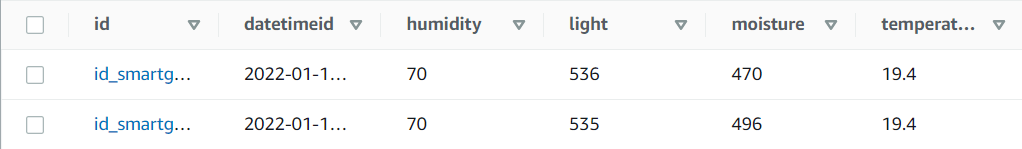 id datetimeid humidity light moisture temperat...
id_smartg... 2022-01-1... 70 536 470 19.4
id_smartg... 2022-01-1... 70 535 496 19.4